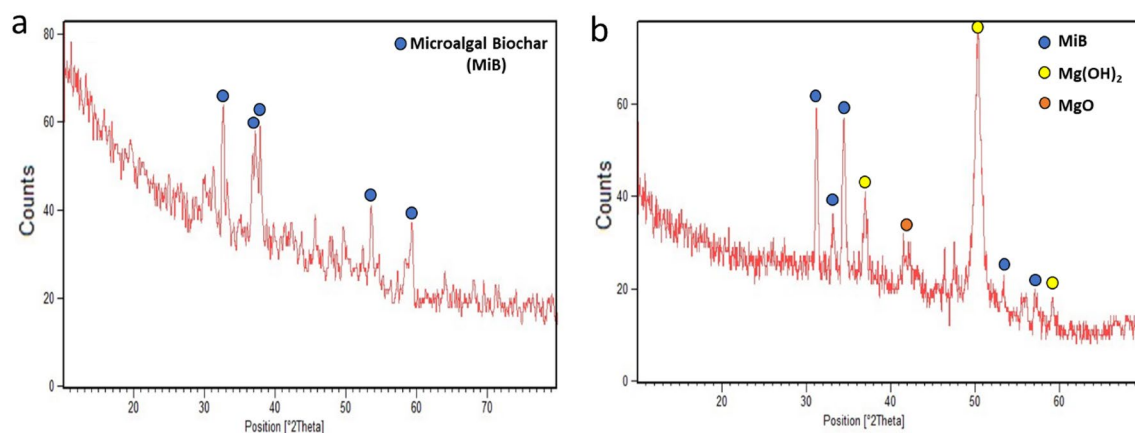 a
80
60
40
20
0
Counts
20
30
40
50
60
70
Position [°2Theta]
Microalgal Biochar
(MiB)
b
60
40
20
0
Counts
20
30
40
50
60
Position [°2Theta]
MiB
Mg(OH)₂
MgO